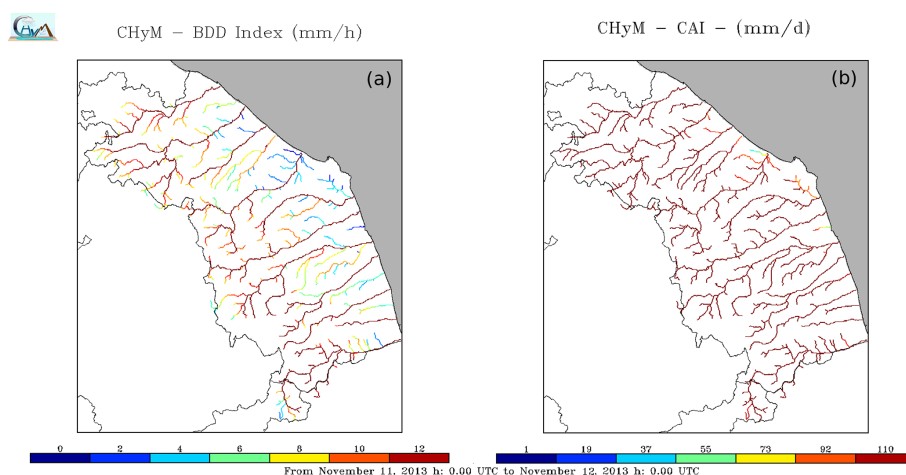 CHyM
CHyM - BDD Index (mm/h)
CHyM - CAI - (mm/d)
(a)
(b)
0 2 4 6 8 10 12
1 19 37 55 73 92 110
From November 11, 2013 h: 0.00 UTC to November 12, 2013 h: 0.00 UTC